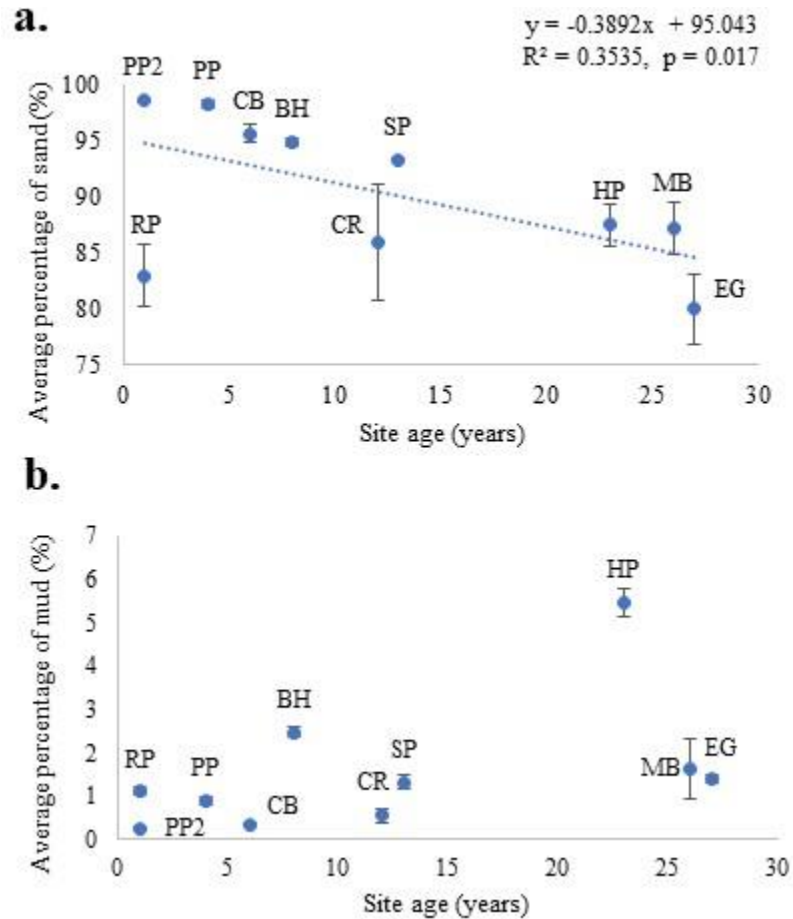 a.
y = -0.3892x + 95.043
R² = 0.3535, p = 0.017
Average percentage of sand (%)
100
95
90
85
80
75
PP2
PP
CB
BH
SP
RP
CR
HP
MB
EG
0 5 10 15 20 25 30
Site age (years)
b.
Average percentage of mud (%)
7
6
5
4
3
2
1
0
HP
BH
RP
PP
SP
MB
EG
CR
CB
PP2
0 5 10 15 20 25 30
Site age (years)